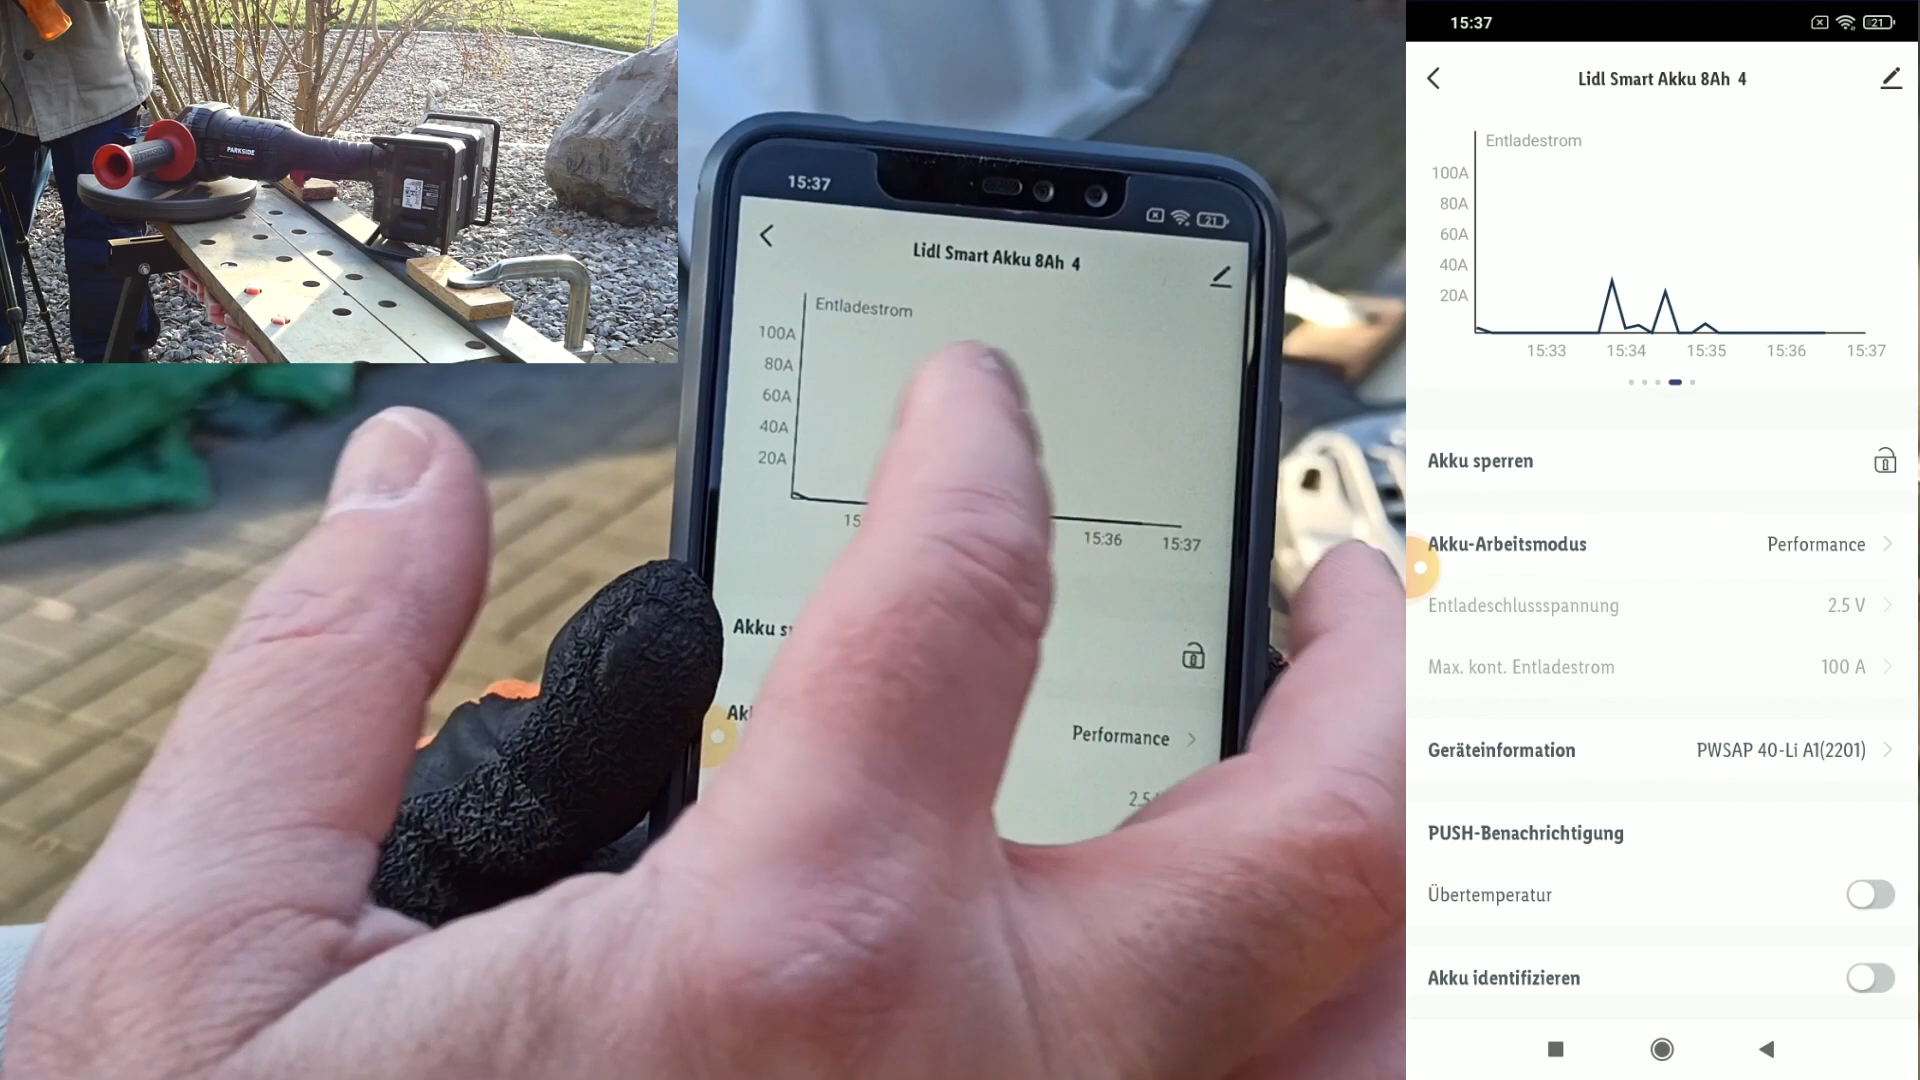 PARKSIDE
15:37
21
Lidl Smart Akku 8Ah 4
Entladestrom
100A
80A
60A
40A
20A
15:36
15:37
Performance
15:37
21
Lidl Smart Akku 8Ah 4
Entladestrom
100A
80A
60A
40A
20A
15:33
15:34
15:35
15:36
15:37
Akku sperren
Akku-Arbeitsmodus
Performance
Entladeschlussspannung
2.5 V
Max. kont. Entladestrom
100 A
Geräteinformation
PWSAP 40-Li A1(2201)
PUSH-Benachrichtigung
Übertemperatur
Akku identifizieren